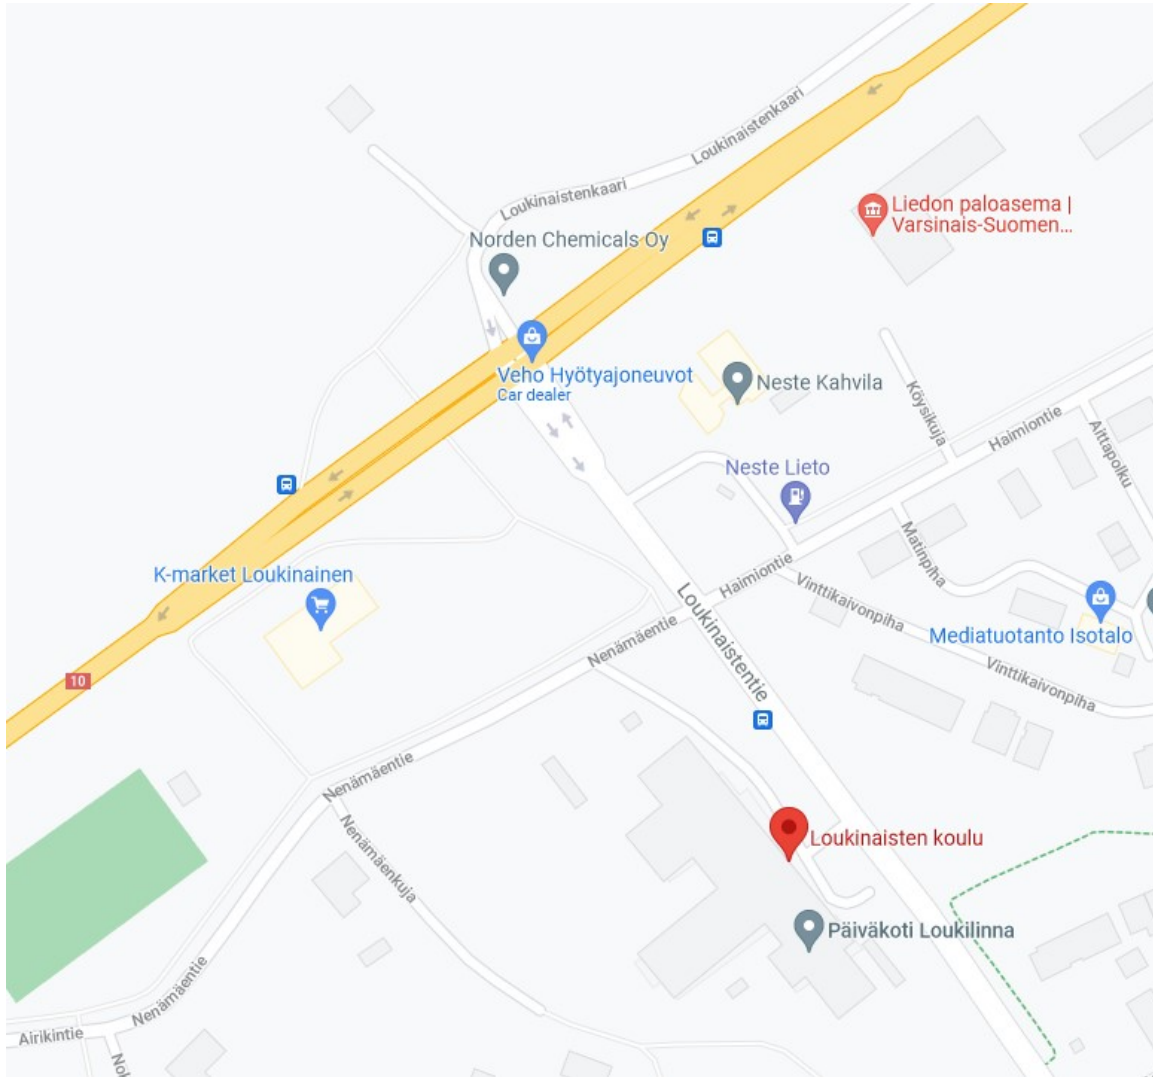 Loukinaistenkaari
Loukinaistenkaari
Liedon paloasema |
Varsinais-Suomen...
Norden Chemicals Oy
Veho Hyötyajoneuvot
Car dealer
Neste Kahvila
Köysikuja
Haimiontie
Aittapolku
Neste Lieto
Matinpiha
K-market Loukinainen
Haimiontie
Vinttikaivonpiha
Loukinaistentie
Mediatuotanto Isotalo
Nenämäentie
Vinttikaivonpiha
10
Nenämäentie
Nenämäenkuja
Loukinaisten koulu
Päiväkoti Loukilinna
Nenämäentie
Airikintie